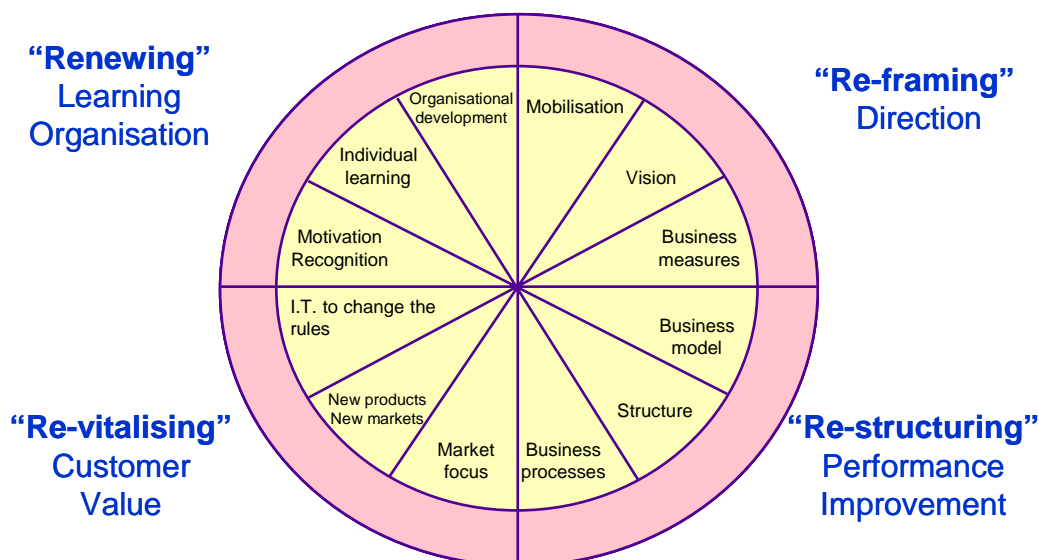 “Renewing”
Learning
Organisation
“Re-framing”
Direction
Organisational
development
Mobilisation
Individual
learning
Vision
Motivation
Recognition
Business
measures
I.T. to change the
rules
Business
model
New products
New markets
Structure
Market
focus
Business
processes
“Re-vitalising”
Customer
Value
“Re-structuring”
Performance
Improvement